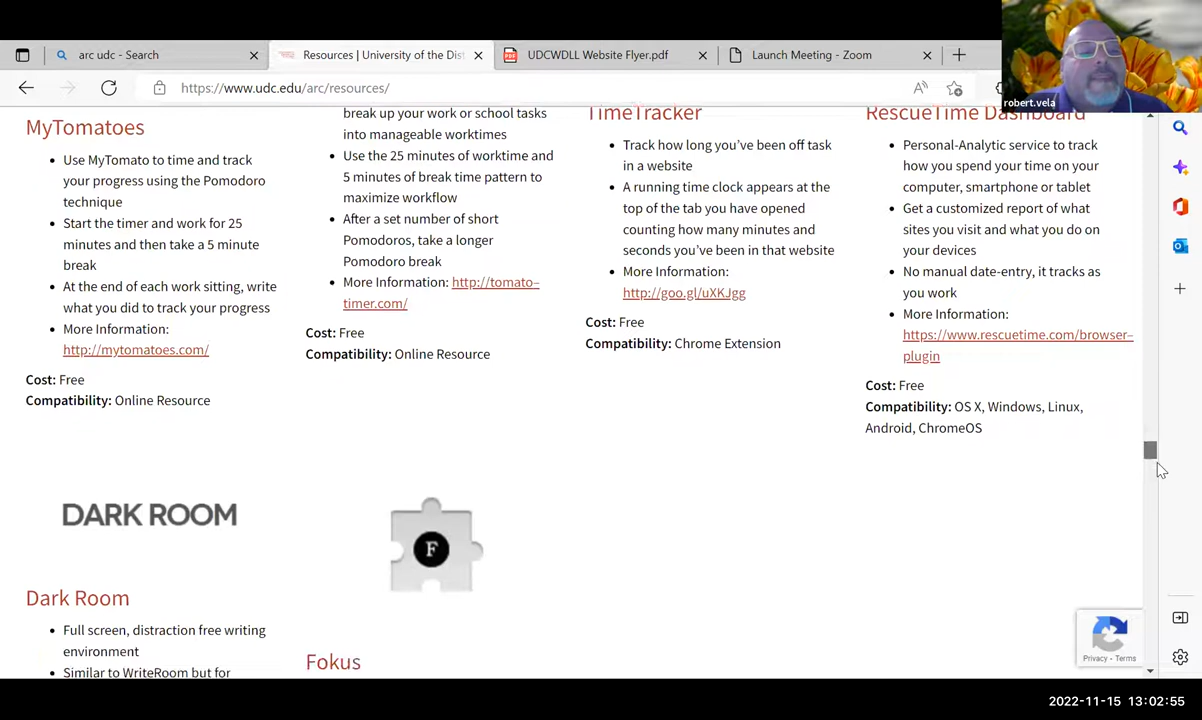 arc udc - Search
Resources | University of the Dist
UDCWDLL Website Flyer.pdf
Launch Meeting - Zoom
https://www.udc.edu/arc/resources/
robert.vela
MyTomatoes
Use MyTomato to time and track
your progress using the Pomodoro
technique
Start the timer and work for 25
minutes and then take a 5 minute
break
At the end of each work sitting, write
what you did to track your progress
More Information:
http://mytomatoes.com/
Cost: Free
Compatibility: Online Resource
break up your work or school tasks
into manageable worktimes
Use the 25 minutes of worktime and
5 minutes of break time pattern to
maximize workflow
After a set number of short
Pomodoros, take a longer
Pomodoro break
More Information: http://tomato-
timer.com/
Cost: Free
Compatibility: Online Resource
TimeTracker
Track how long you've been off task
in a website
A running time clock appears at the
top of the tab you have opened
counting how many minutes and
seconds you've been in that website
More Information:
http://goo.gl/uXKJgg
Cost: Free
Compatibility: Chrome Extension
RescueTime Dashboard
Personal-Analytic service to track
how you spend your time on your
computer, smartphone or tablet
Get a customized report of what
sites you visit and what you do on
your devices
No manual date-entry, it tracks as
you work
More Information:
https://www.rescuetime.com/browser-
plugin
Cost: Free
Compatibility: OS X, Windows, Linux,
Android, ChromeOS
DARK ROOM
F
Dark Room
Full screen, distraction free writing
environment
Similar to WriteRoom but for
Fokus
Privacy - Terms
2022-11-15 13:02:55